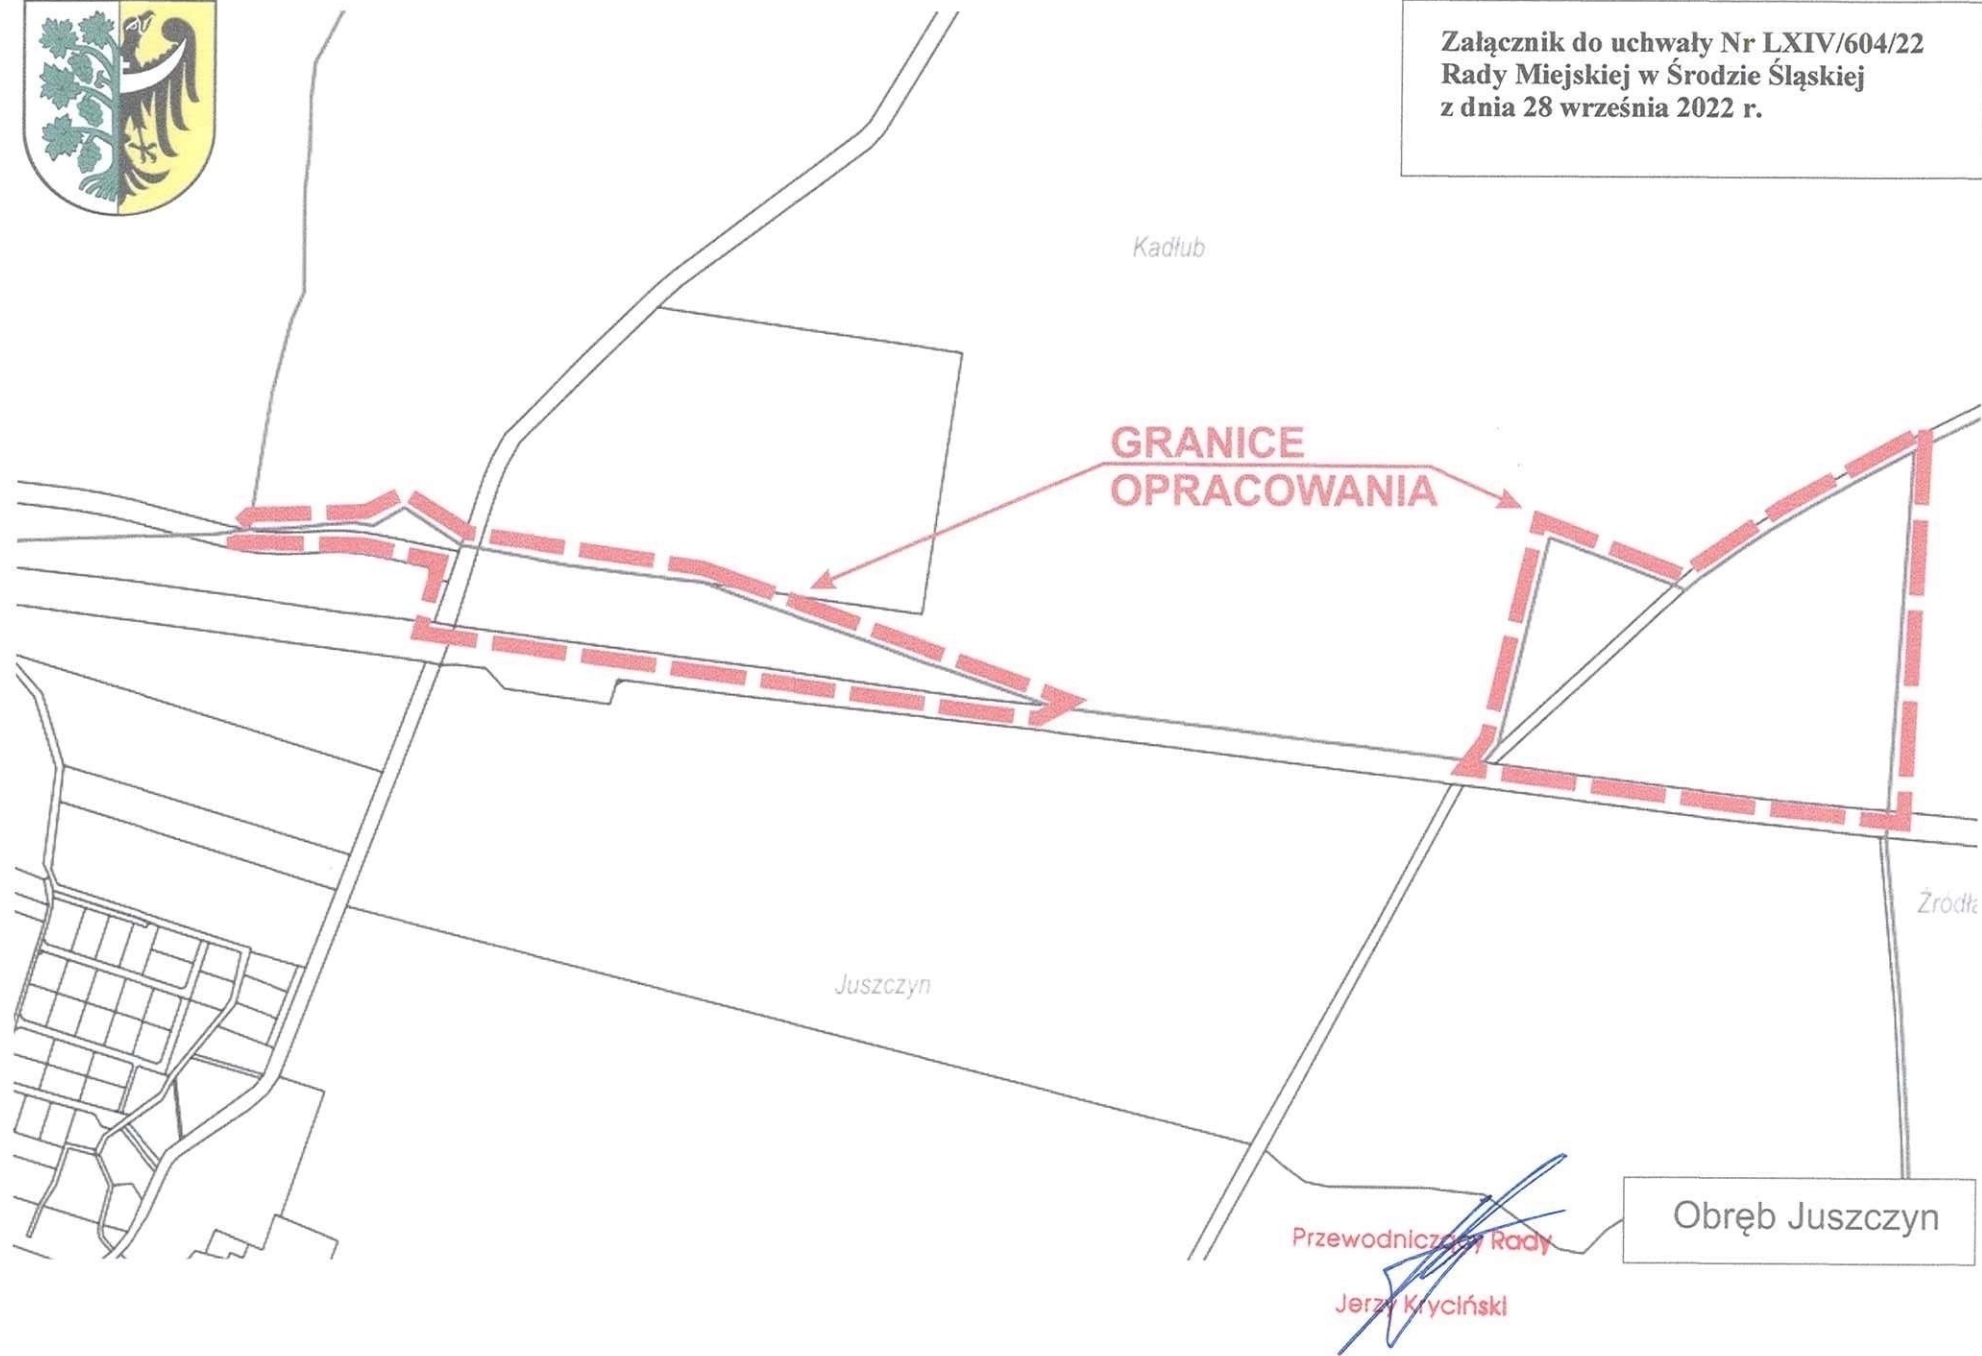 Załącznik do uchwały Nr LXIV/604/22
Rady Miejskiej w Środzie Śląskiej
z dnia 28 września 2022 r.
Kadłub
GRANICE
OPRACOWANIA
Juszczyn
Obręb Juszczyn
Przewodniczący Rady
Jerzy Kryciński